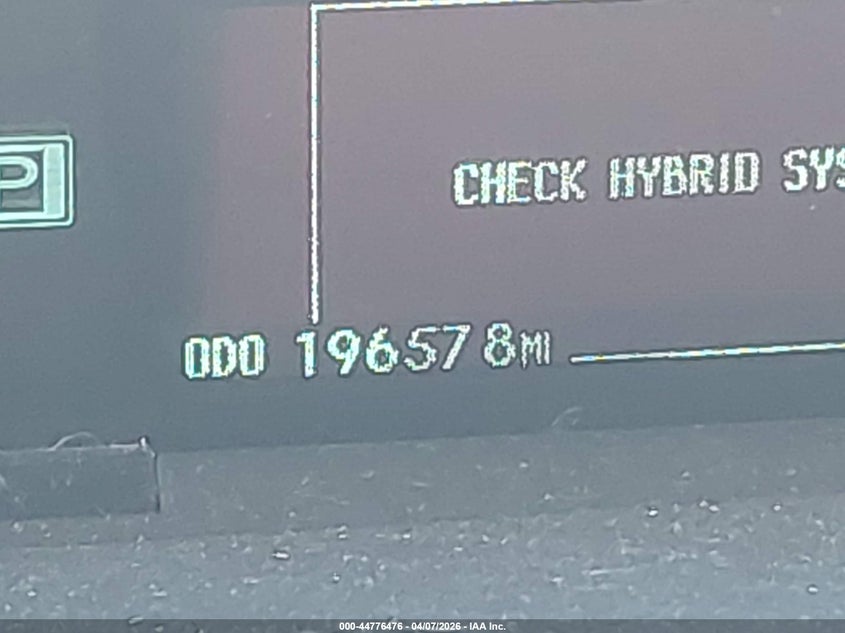 P
CHECK HYBRID SYS
ODO 196578MI
000-44776476 - 04/07/2026 - IAA Inc.